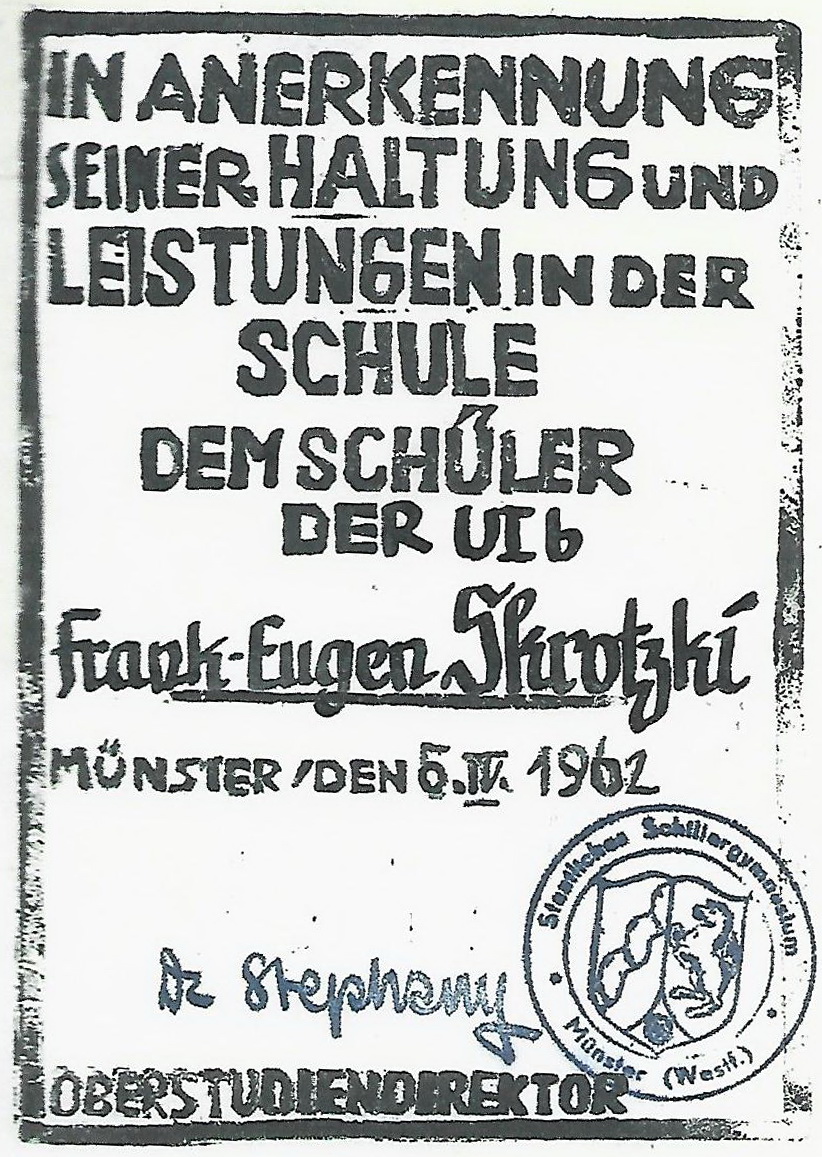 IN ANERKENNUNG
SEINER HALTUNG UND
LEISTUNGEN IN DER
SCHULE
DEM SCHÜLER
DER UI b
Frank-Eugen Skrotzki
MÜNSTER, DEN 6.IV. 1962
Staatliches Schillergymnasium
Münster (Westf.)
Dr Stephany
OBERSTUDIENDIREKTOR